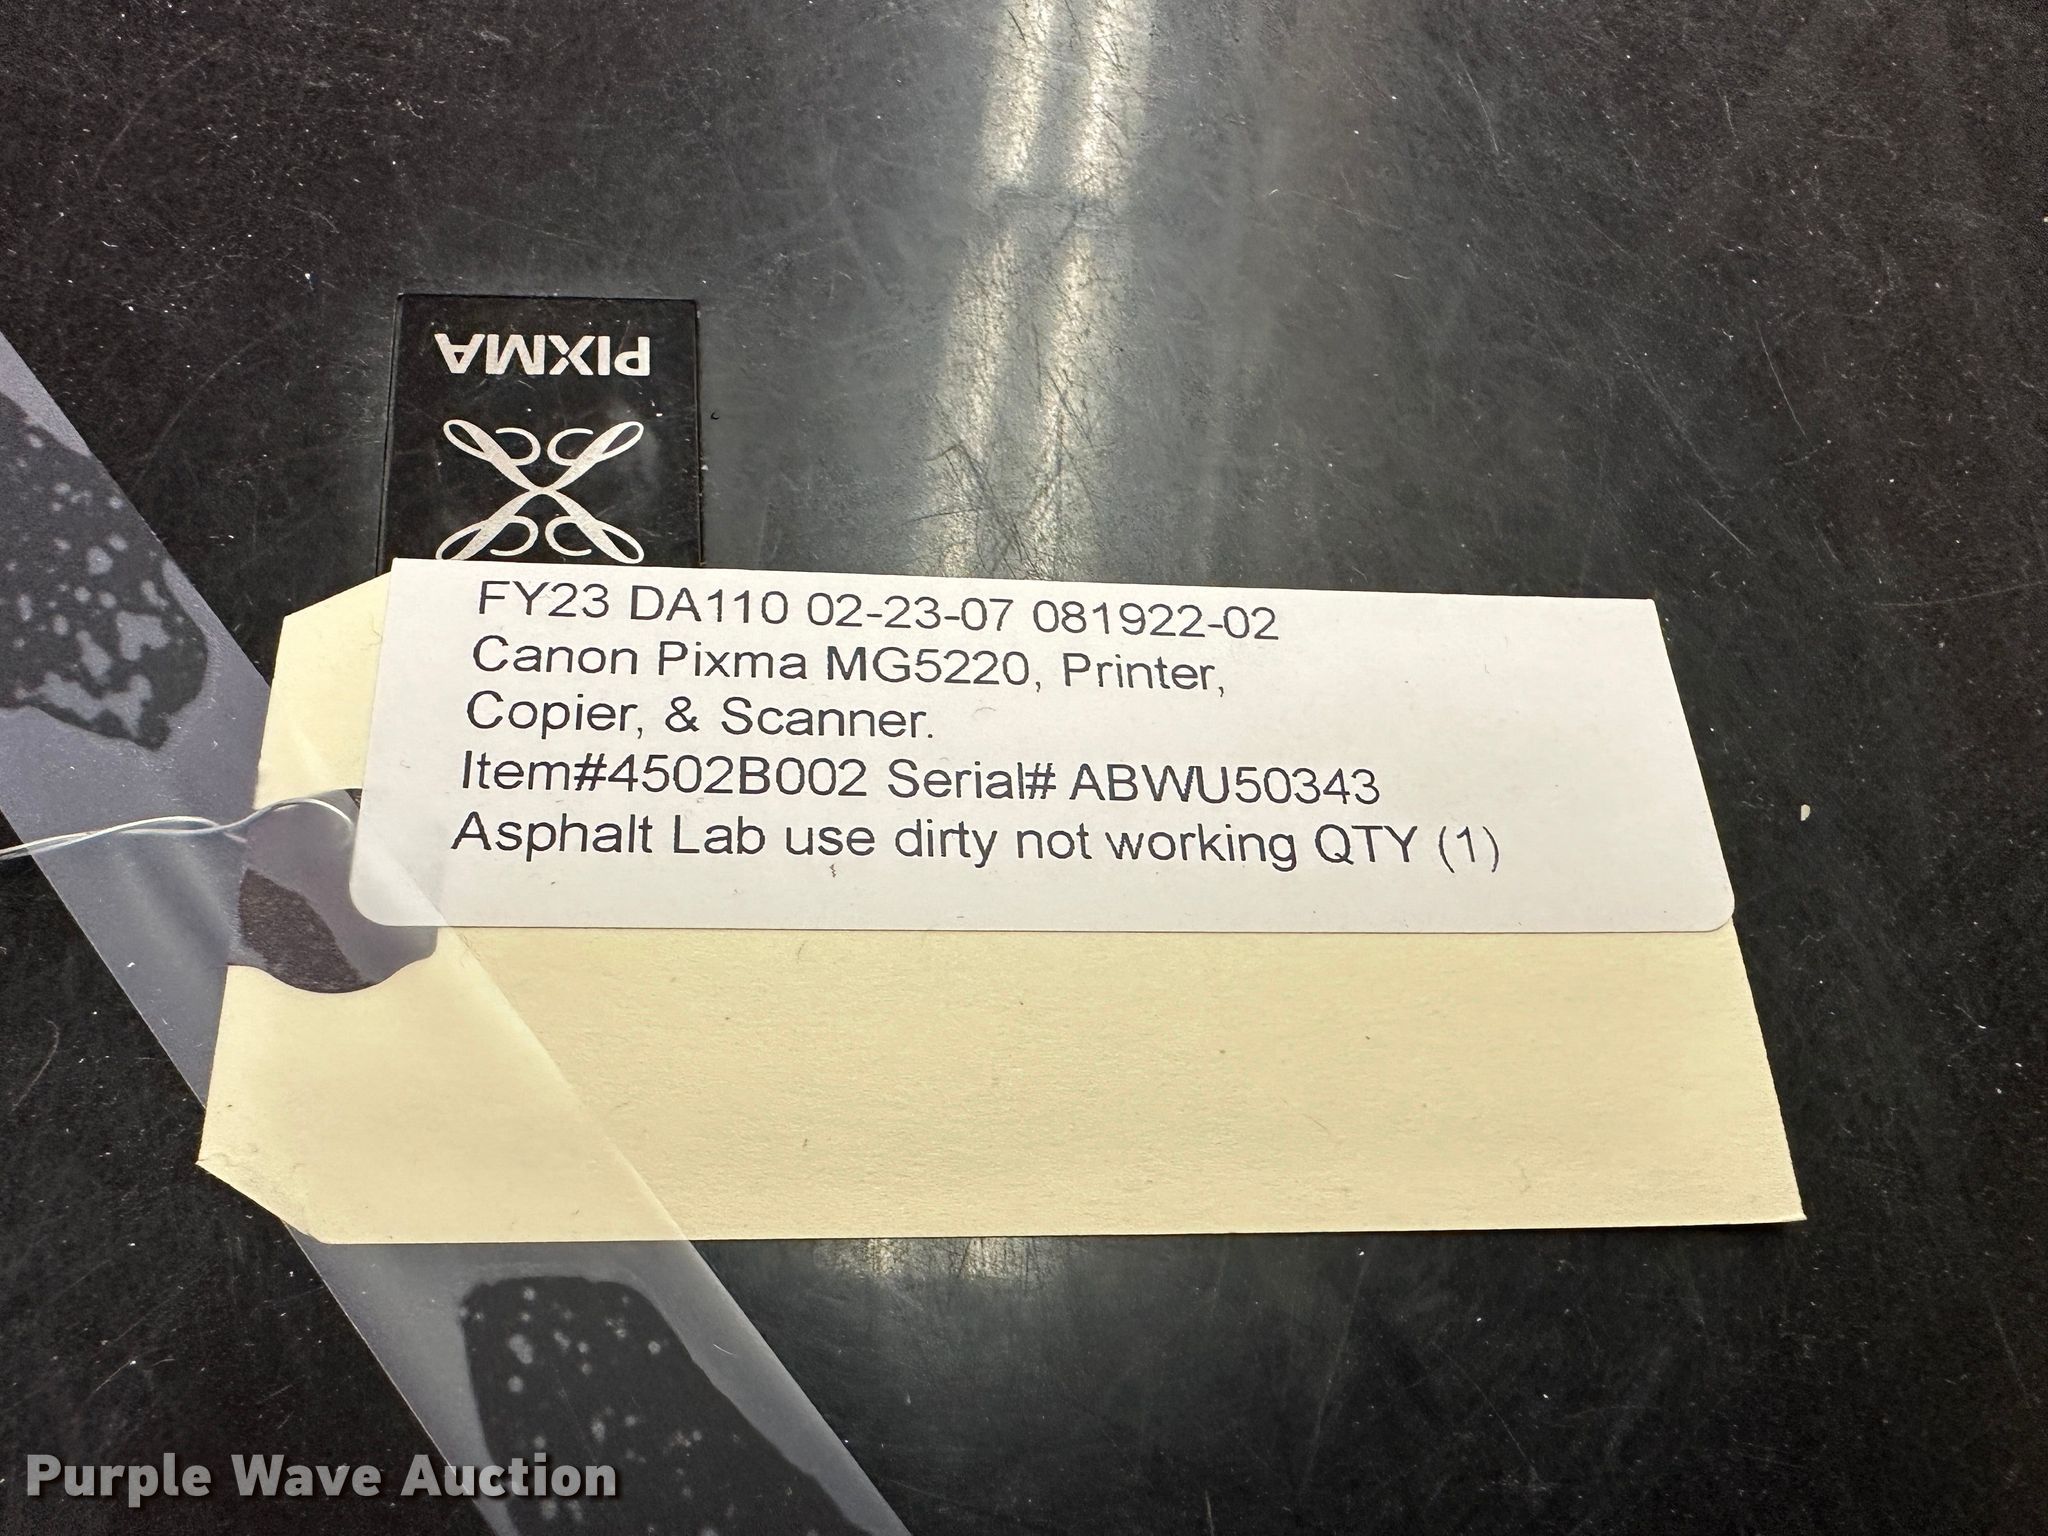 PIXMA
FY23 DA110 02-23-07 081922-02
Canon Pixma MG5220, Printer,
Copier, & Scanner.
Item#4502B002 Serial# ABWU50343
Asphalt Lab use dirty not working QTY (1)
Purple Wave Auction